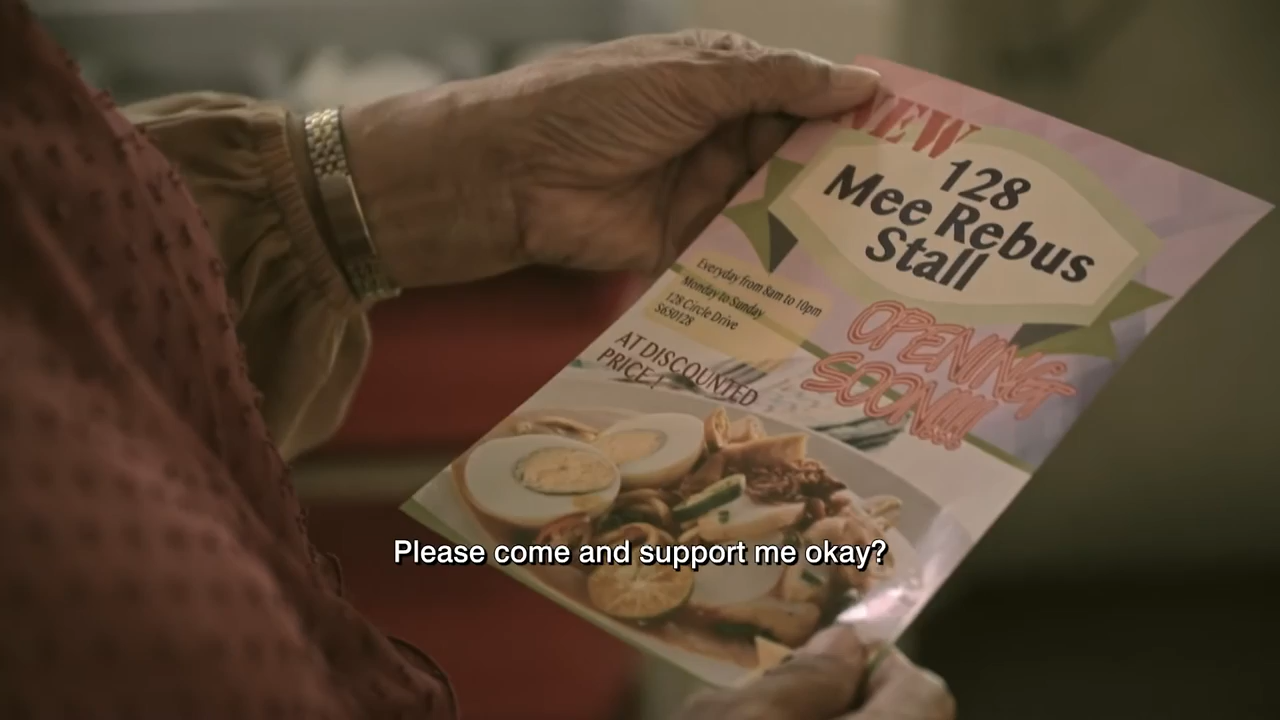 NEW
128
Mee Rebus
Stall
Everyday from 8am to 10pm
Monday to Sunday
128 Circle Drive
S650128
OPENING
SOON!!!!
AT DISCOUNTED
PRICE!
Please come and support me okay?